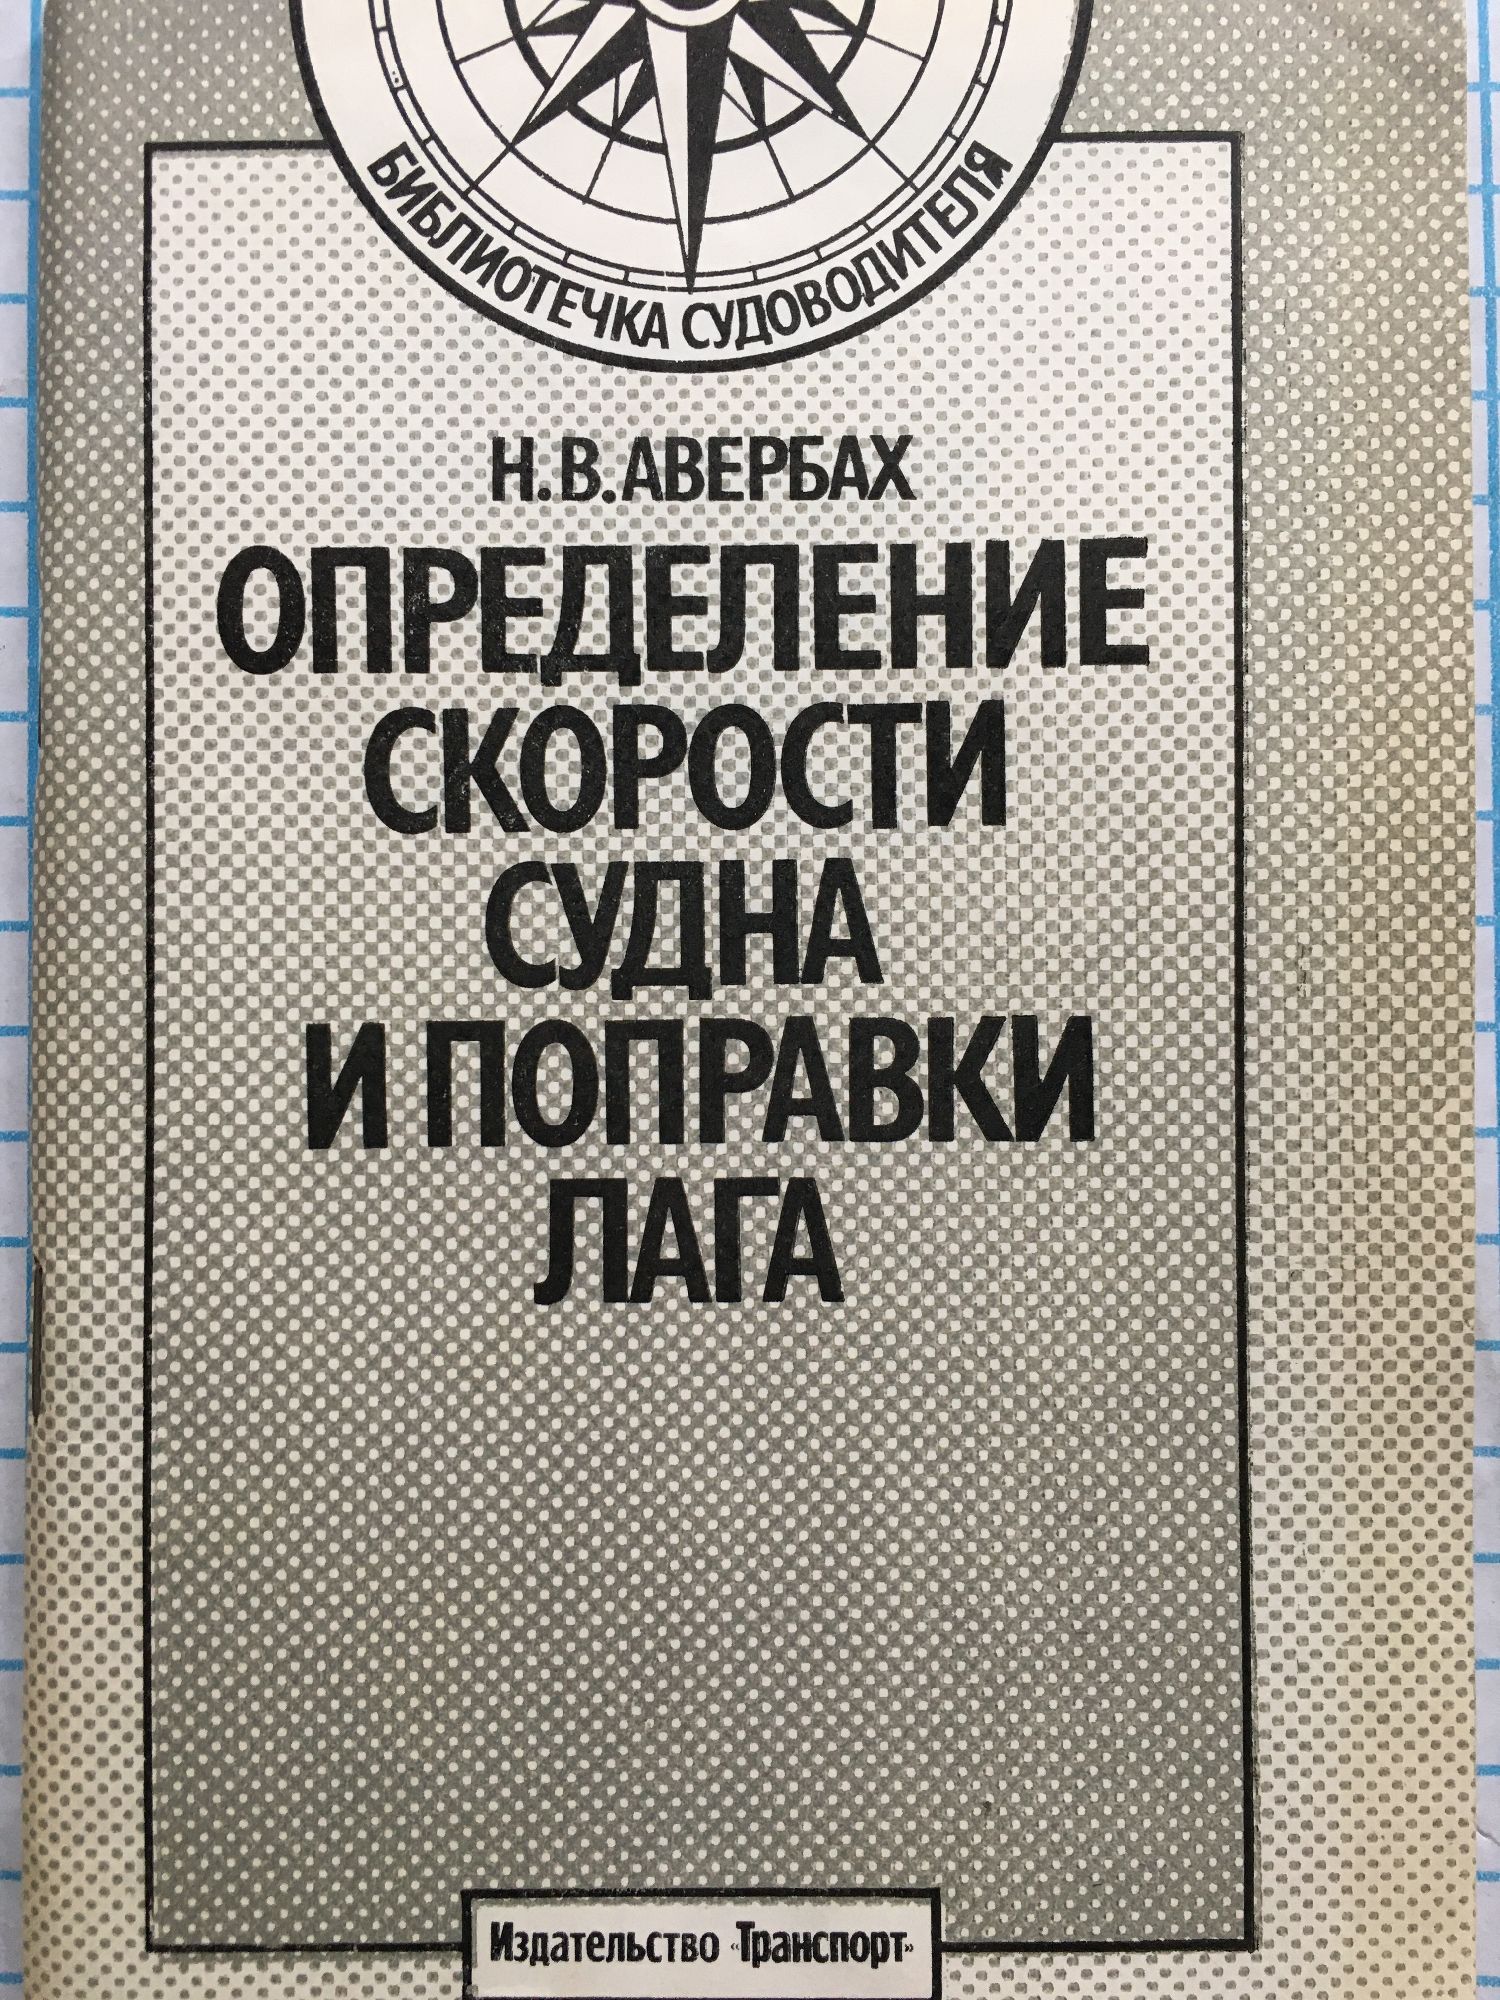 БИБЛИОТЕЧКА СУДОВОДИТЕЛЯ
Н.В.АВЕРБАХ
ОПРЕДЕЛЕНИЕ
СКОРОСТИ
СУДНА
И ПОПРАВКИ
ЛАГА
Издательство «Транспорт»